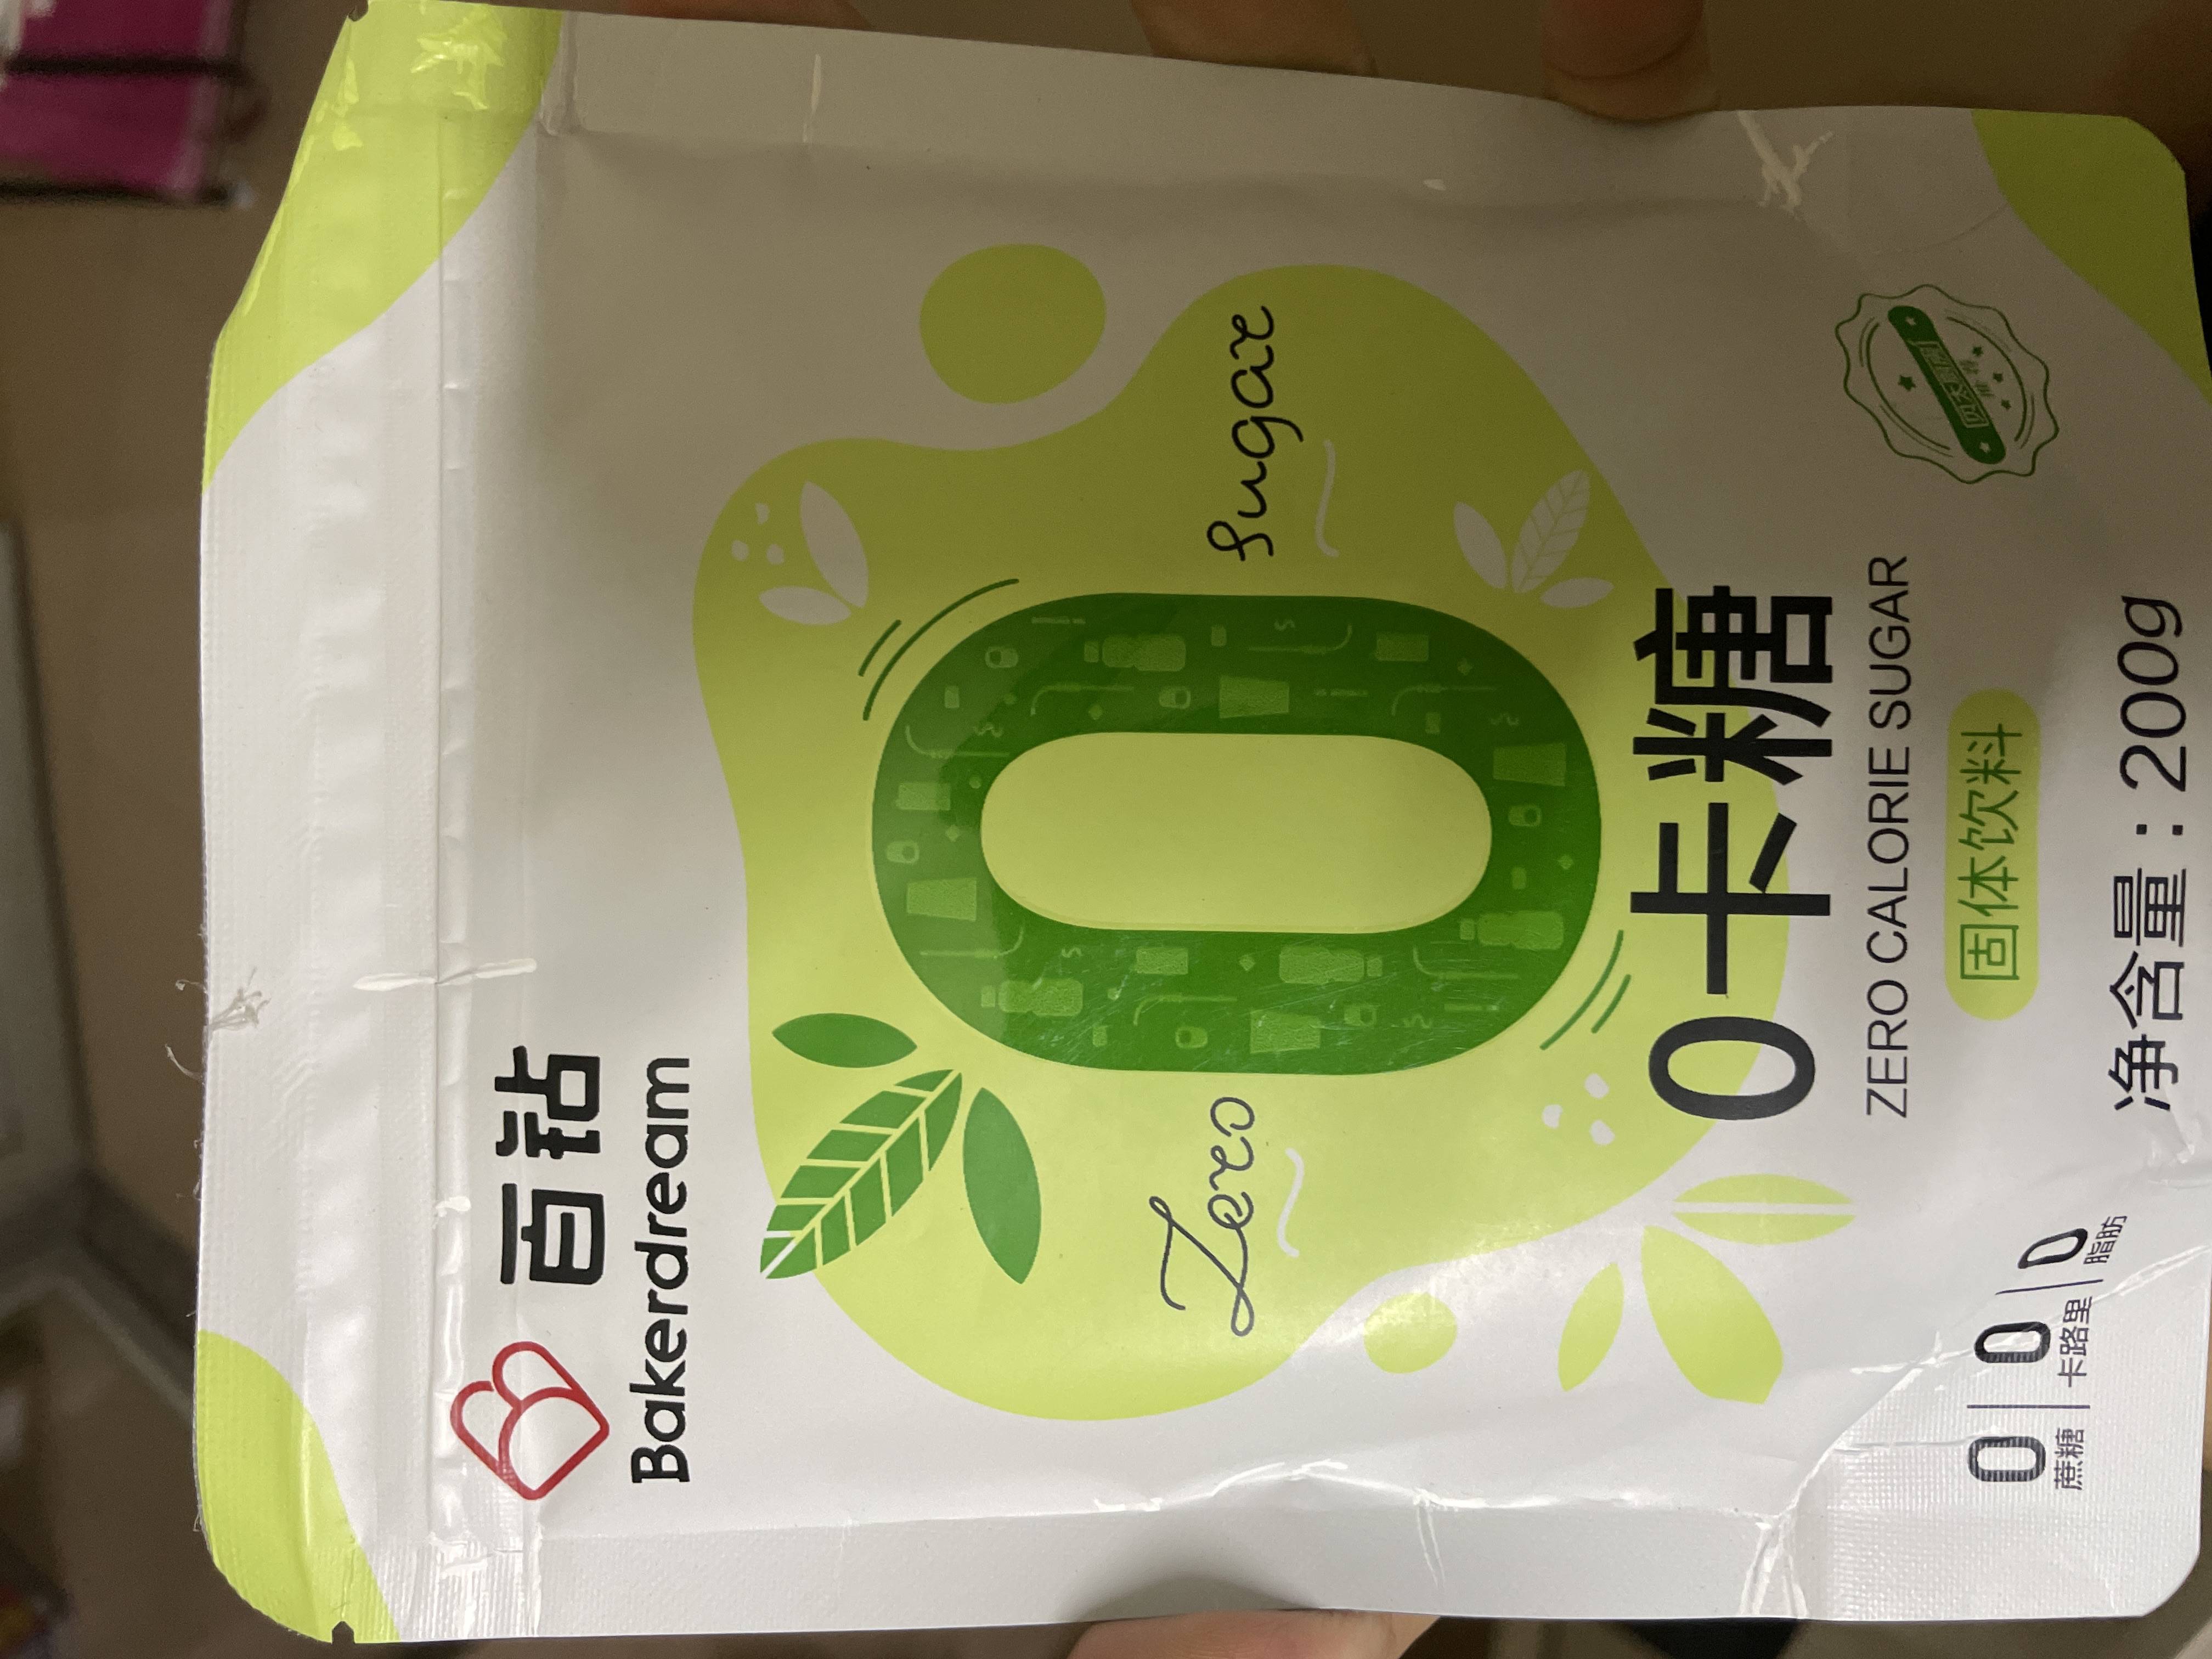 百钻
Bakerdream
Zero Sugar
0卡糖
ZERO CALORIE SUGAR
固体饮料
0 | 0 | 0
蔗糖 卡路里 脂肪
净含量：200g